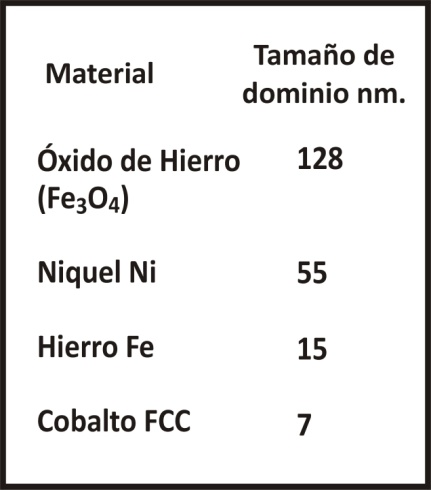 Material Tamaño de
dominio nm.
Óxido de Hierro 128
(Fe₃O₄)
Niquel Ni 55
Hierro Fe 15
Cobalto FCC 7